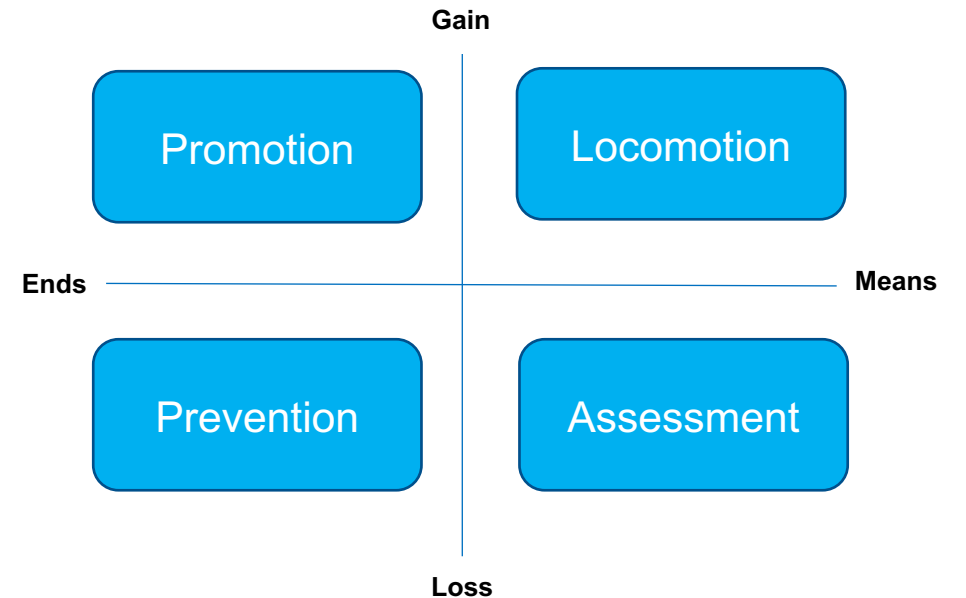 Gain
Promotion
Locomotion
Ends
Means
Prevention
Assessment
Loss